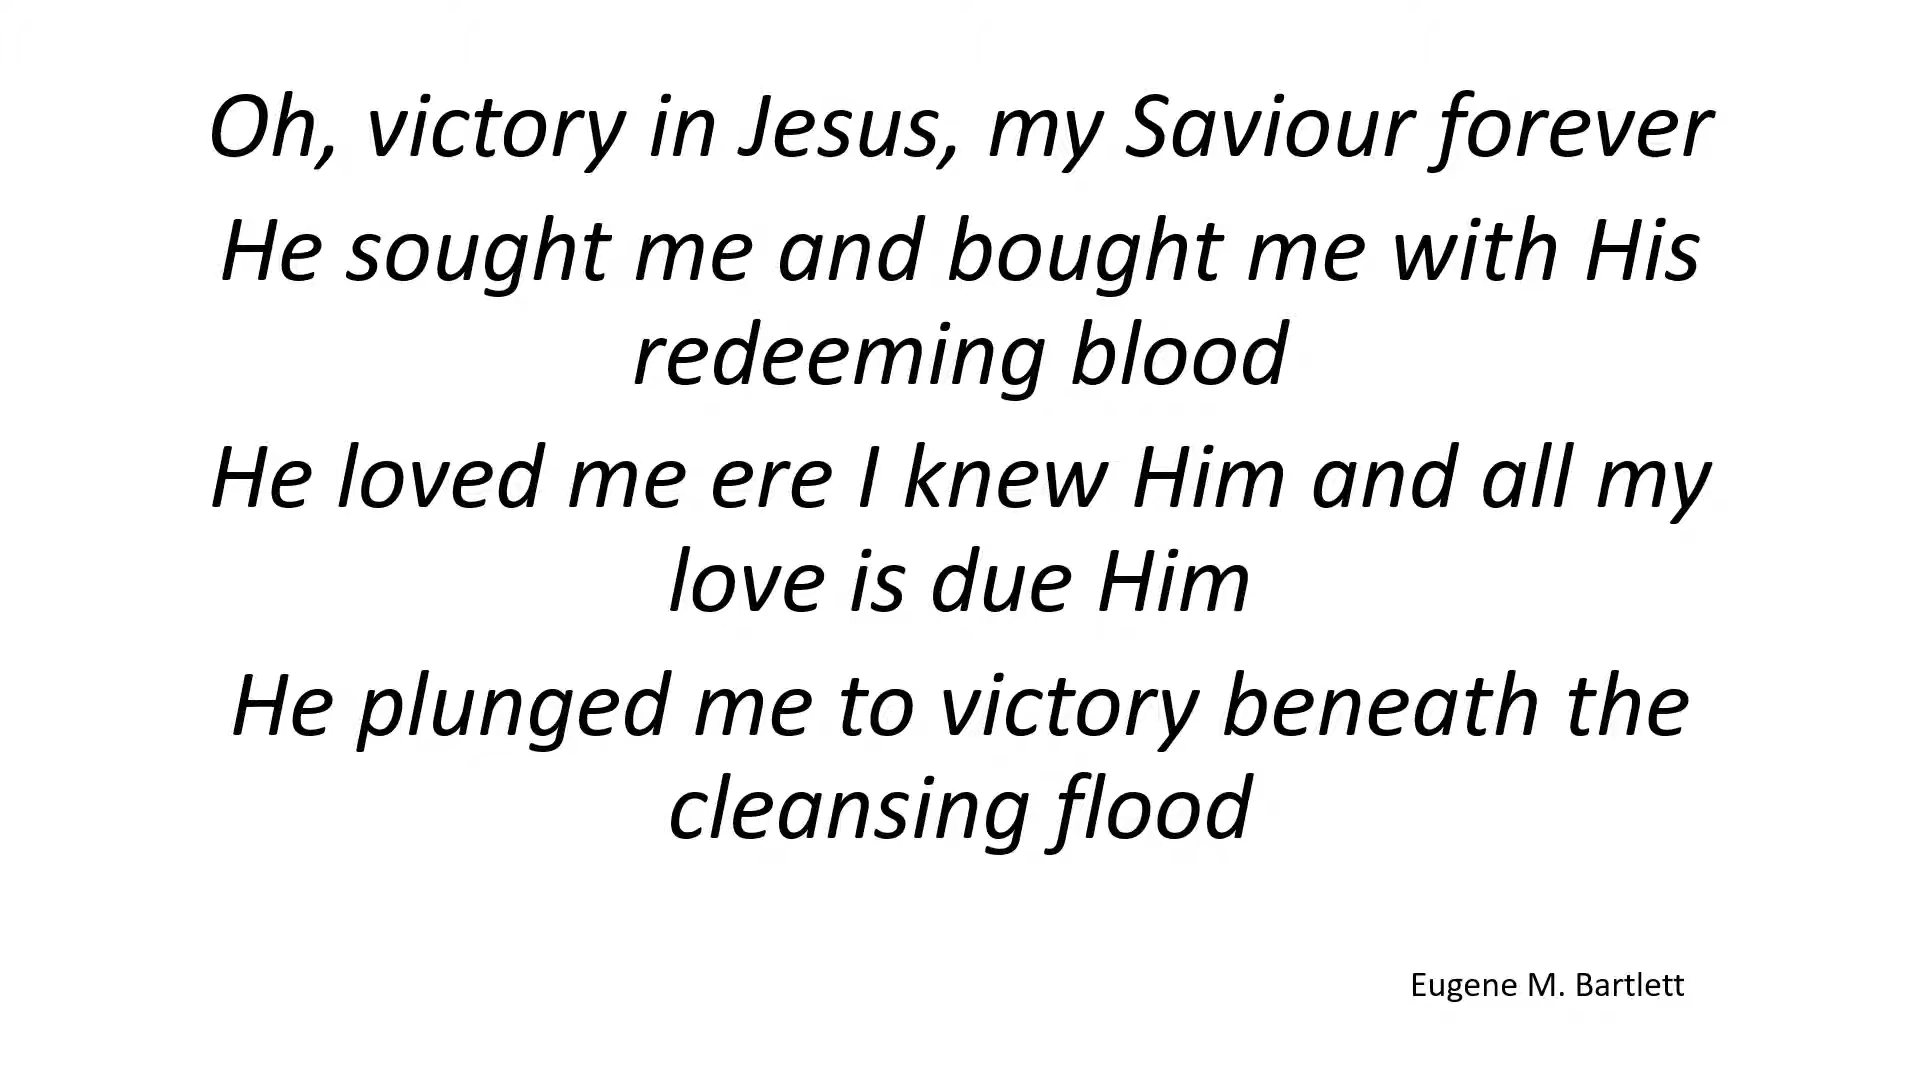 Oh, victory in Jesus, my Saviour forever
He sought me and bought me with His
redeeming blood
He loved me ere I knew Him and all my
love is due Him
He plunged me to victory beneath the
cleansing flood
Eugene M. Bartlett